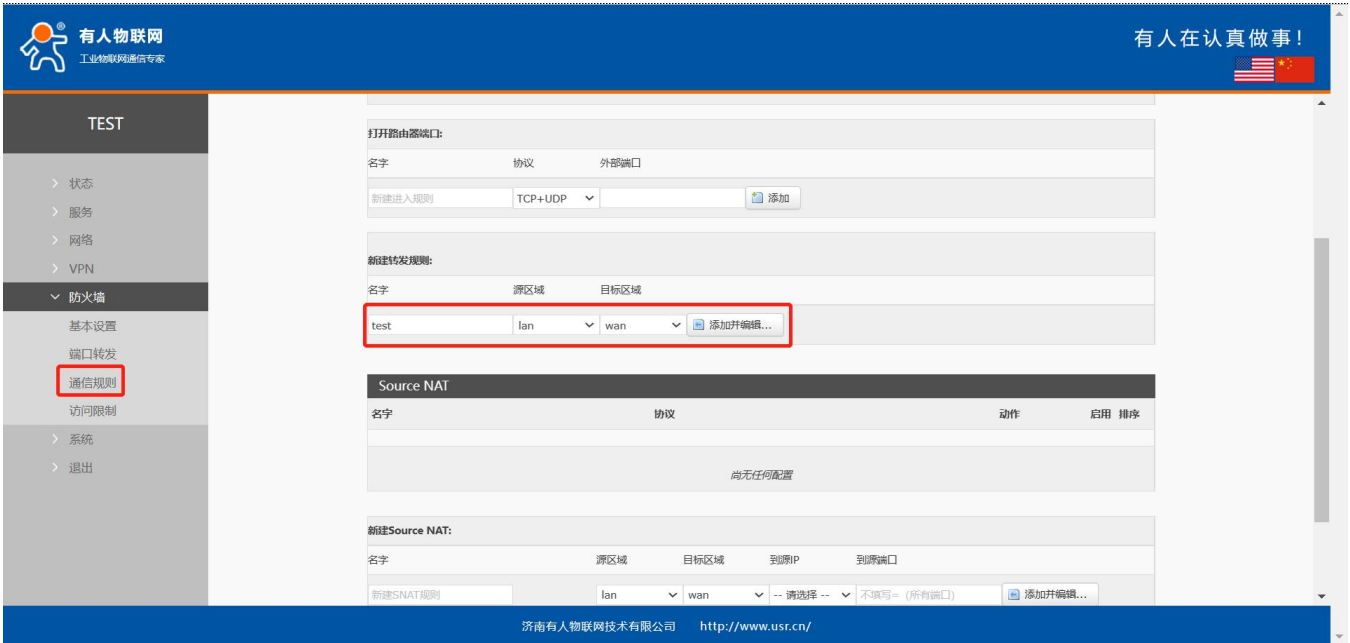 有人物联网
工业物联网通信专家
有人在认真做事！
TEST
状态
服务
网络
VPN
防火墙
基本设置
端口转发
通信规则
访问限制
系统
退出
打开路由器端口:
名字 协议 外部端口
新建进入规则 TCP+UDP 添加
新建转发规则:
名字 源区域 目标区域
test lan wan 添加并编辑...
Source NAT
名字 协议 动作 启用 排序
尚无任何配置
新建Source NAT:
名字 源区域 目标区域 到源IP 到源端口
新建SNAT规则 lan wan -- 请选择 -- 不填写= (所有端口) 添加并编辑...
济南有人物联网技术有限公司 http://www.usr.cn/